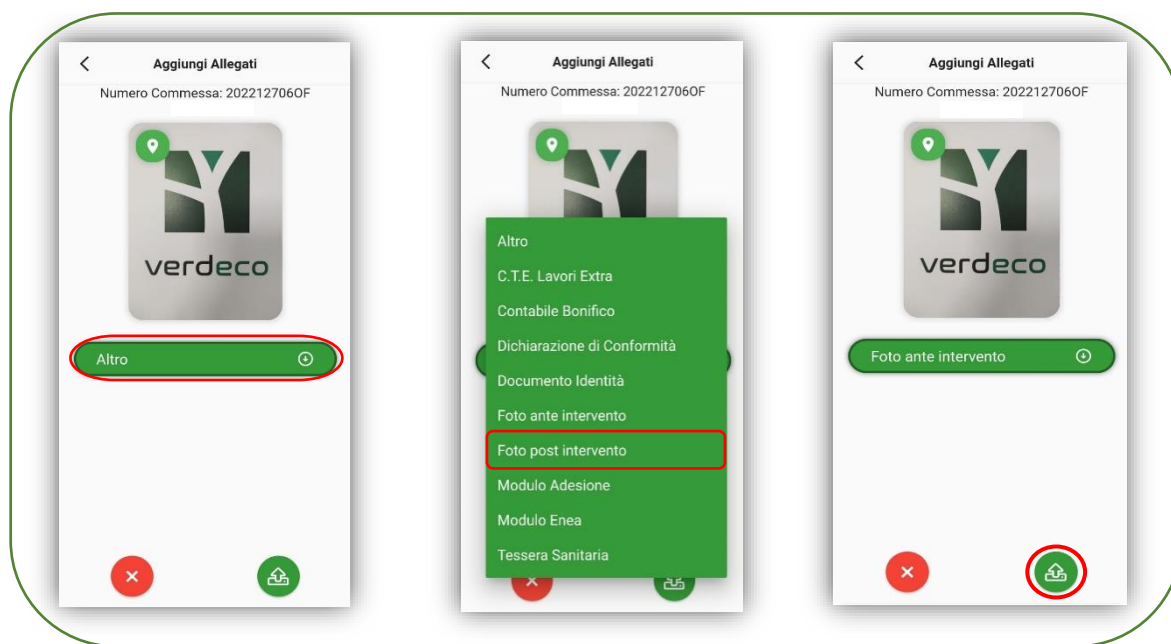 Aggiungi Allegati
Numero Commessa: 202212706OF
verdeco
Altro
Aggiungi Allegati
Numero Commessa: 202212706OF
Altro
C.T.E. Lavori Extra
Contabile Bonifico
Dichiarazione di Conformità
Documento Identità
Foto ante intervento
Foto post intervento
Modulo Adesione
Modulo Enea
Tessera Sanitaria
Aggiungi Allegati
Numero Commessa: 202212706OF
verdeco
Foto ante intervento